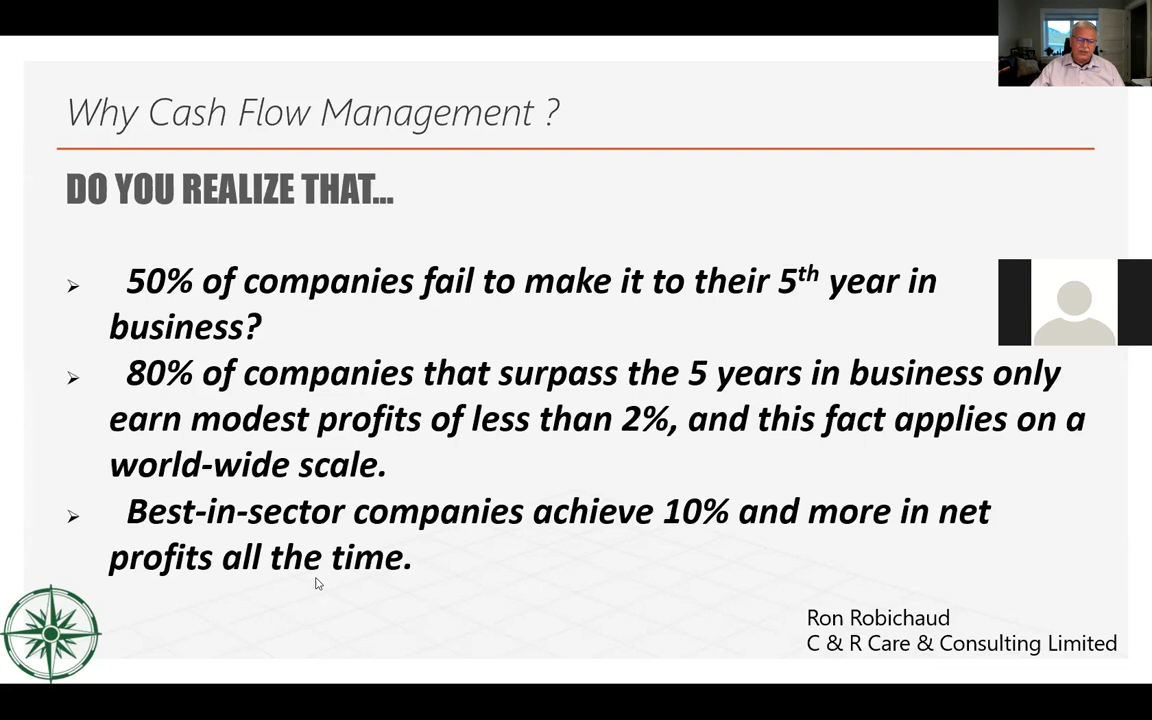 Why Cash Flow Management ?
DO YOU REALIZE THAT...
50% of companies fail to make it to their 5th year in
business?
80% of companies that surpass the 5 years in business only
earn modest profits of less than 2%, and this fact applies on a
world-wide scale.
Best-in-sector companies achieve 10% and more in net
profits all the time.
Ron Robichaud
C & R Care & Consulting Limited